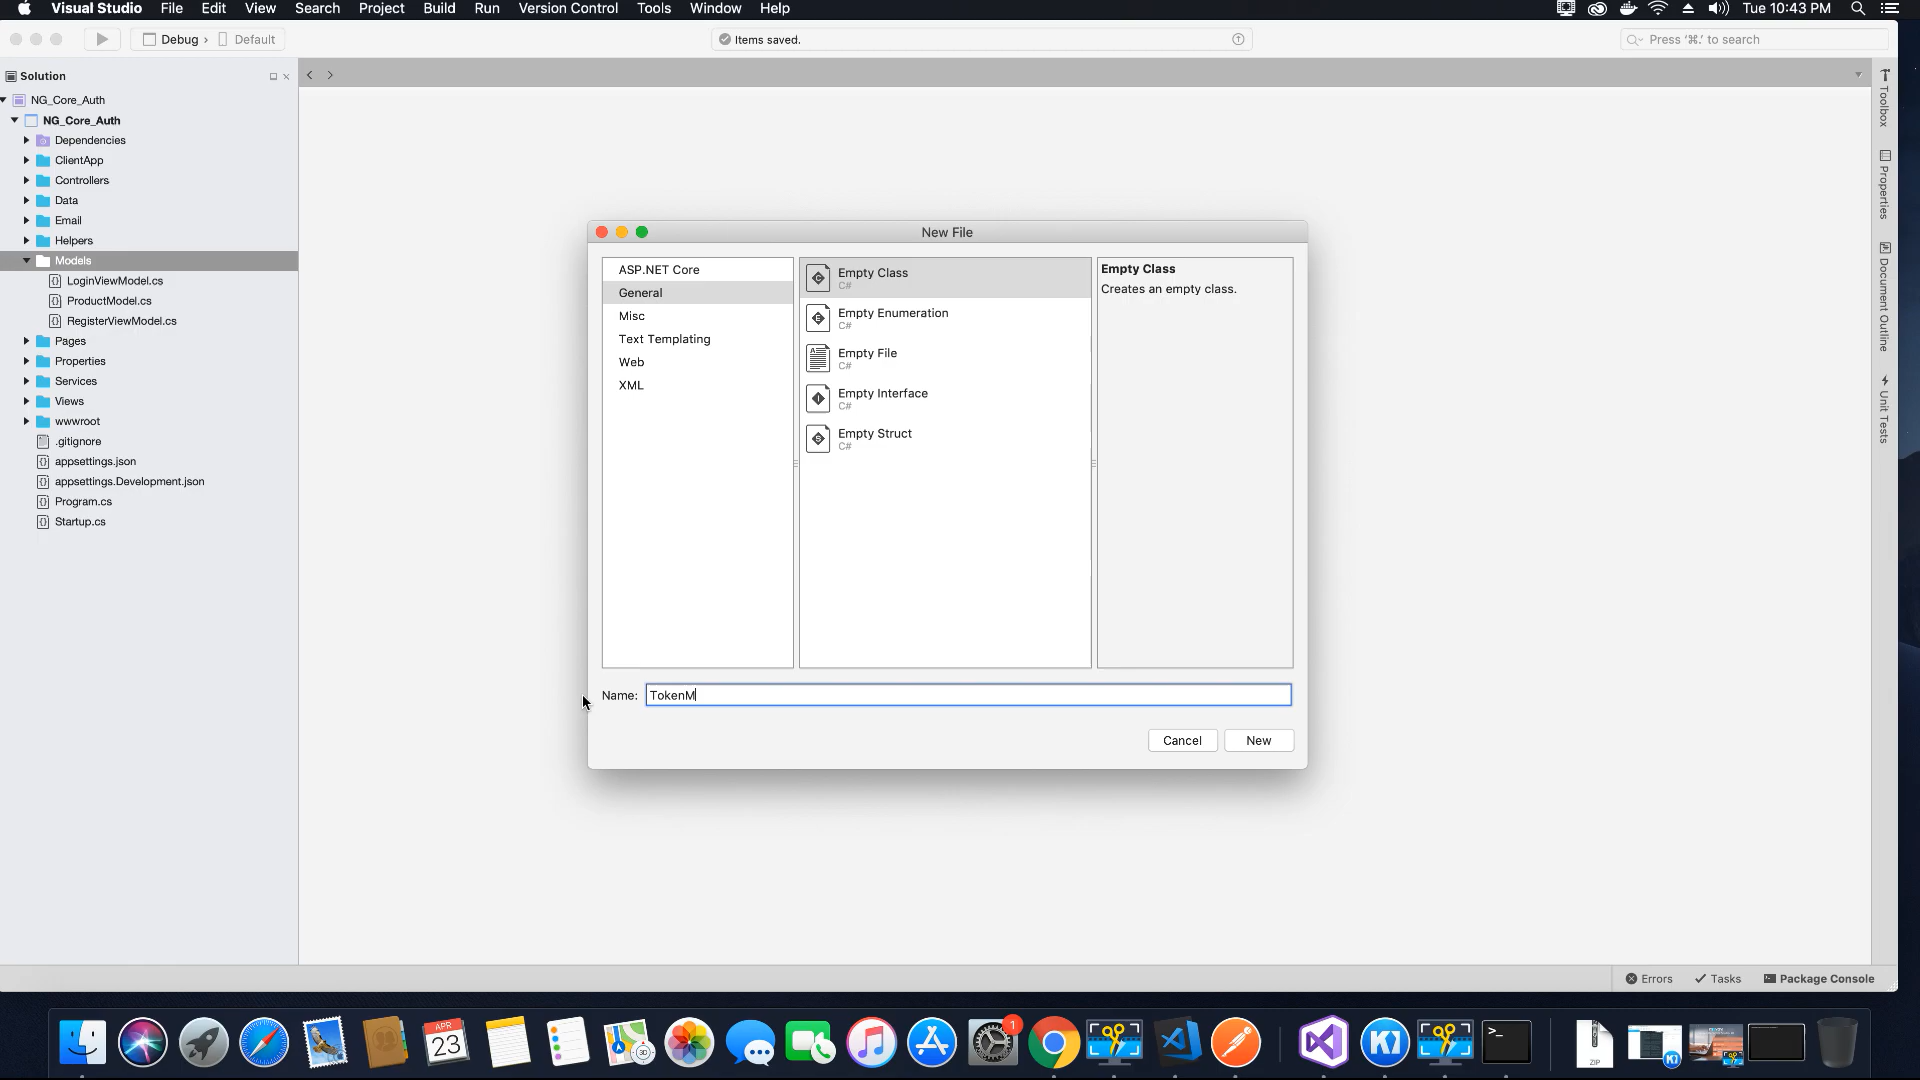 Visual Studio File Edit View Search Project Build Run Version Control Tools Window Help Tue 10:43 PM
Debug › Default
Items saved.
Press '⌘.' to search
Solution
NG_Core_Auth
NG_Core_Auth
Dependencies
ClientApp
Controllers
Data
Email
Helpers
Models
LoginViewModel.cs
ProductModel.cs
RegisterViewModel.cs
Pages
Properties
Services
Views
wwwroot
.gitignore
appsettings.json
appsettings.Development.json
Program.cs
Startup.cs
New File
ASP.NET Core
General
Misc
Text Templating
Web
XML
Empty Class
C#
Empty Enumeration
C#
Empty File
C#
Empty Interface
C#
Empty Struct
C#
Empty Class
Creates an empty class.
Name: TokenM
Cancel New
Toolbox
Properties
Document Outline
Unit Tests
Errors Tasks Package Console
APR
23
3D
1
>_
ZIP